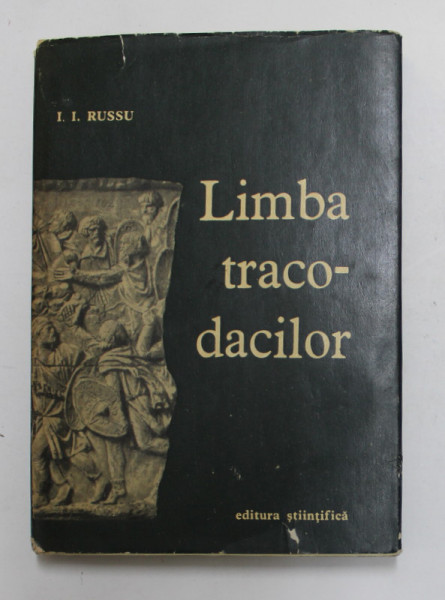 I. I. RUSSU
Limba
traco-
dacilor
editura științifică